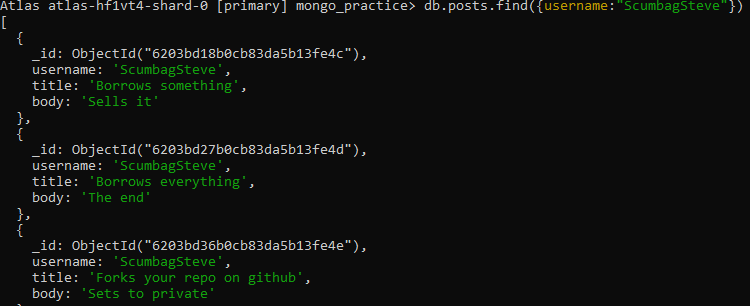 Atlas atlas-hf1vt4-shard-0 [primary] mongo_practice> db.posts.find({username:"ScumbagSteve"})
[
  {
    _id: ObjectId("6203bd18b0cb83da5b13fe4c"),
    username: 'ScumbagSteve',
    title: 'Borrows something',
    body: 'Sells it'
  },
  {
    _id: ObjectId("6203bd27b0cb83da5b13fe4d"),
    username: 'ScumbagSteve',
    title: 'Borrows everything',
    body: 'The end'
  },
  {
    _id: ObjectId("6203bd36b0cb83da5b13fe4e"),
    username: 'ScumbagSteve',
    title: 'Forks your repo on github',
    body: 'Sets to private'